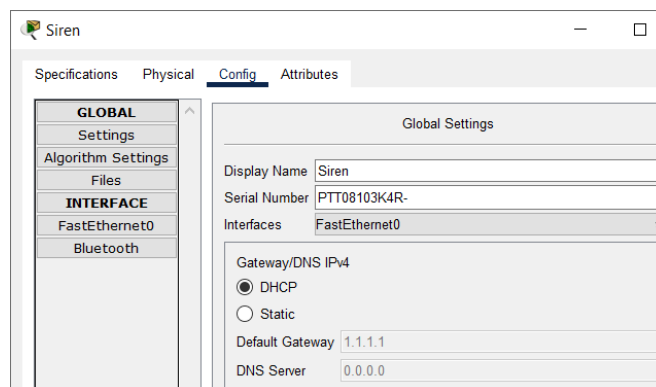 Siren
Specifications Physical Config Attributes
GLOBAL
Settings
Algorithm Settings
Files
INTERFACE
FastEthernet0
Bluetooth
Global Settings
Display Name Siren
Serial Number PTT08103K4R-
Interfaces FastEthernet0
Gateway/DNS IPv4
DHCP
Static
Default Gateway 1.1.1.1
DNS Server 0.0.0.0